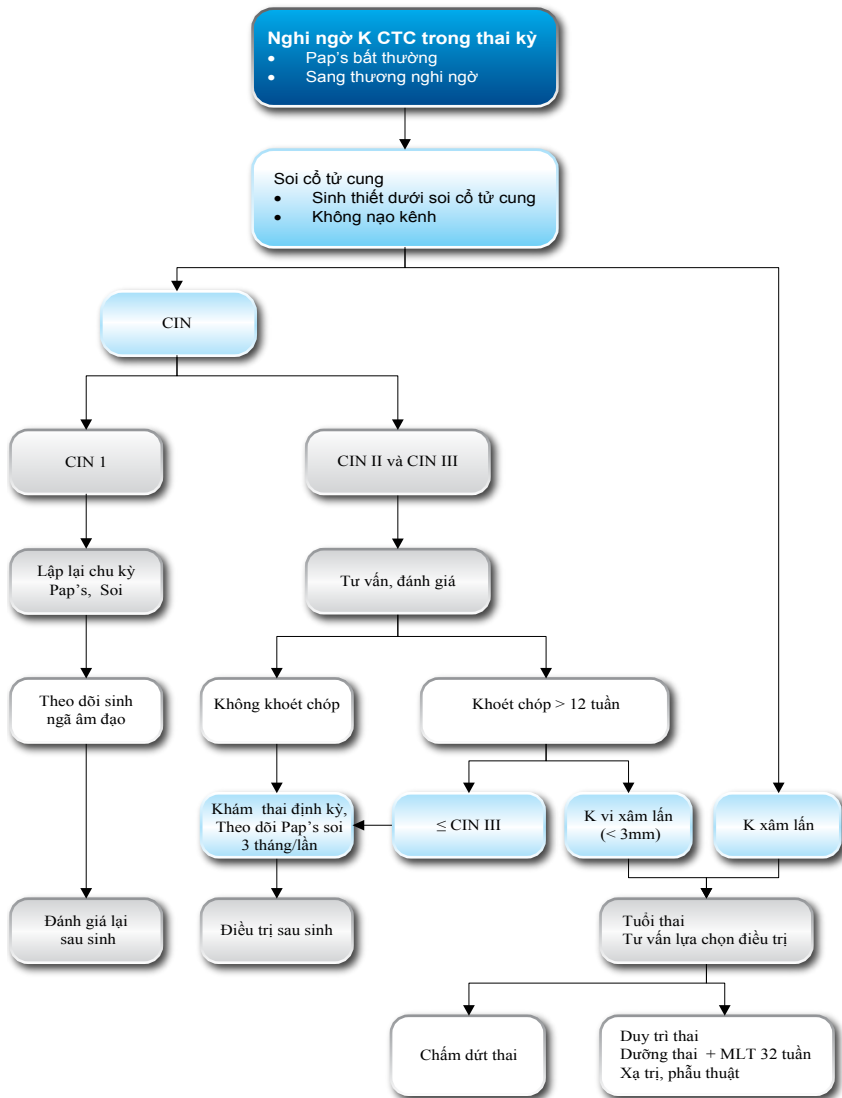 Nghi ngờ K CTC trong thai kỳ
• Pap's bất thường
• Sang thương nghi ngờ
Soi cổ tử cung
• Sinh thiết dưới soi cổ tử cung
• Không nạo kênh
CIN
CIN 1
CIN II và CIN III
Lập lại chu kỳ
Pap's, Soi
Tư vấn, đánh giá
Theo dõi sinh
ngã âm đạo
Không khoét chóp
Khoét chóp > 12 tuần
Khám thai định kỳ,
Theo dõi Pap's soi
3 tháng/lần
≤ CIN III
K vi xâm lấn
(< 3mm)
K xâm lấn
Đánh giá lại
sau sinh
Điều trị sau sinh
Tuổi thai
Tư vấn lựa chọn điều trị
Chấm dứt thai
Duy trì thai
Dưỡng thai + MLT 32 tuần
Xạ trị, phẫu thuật